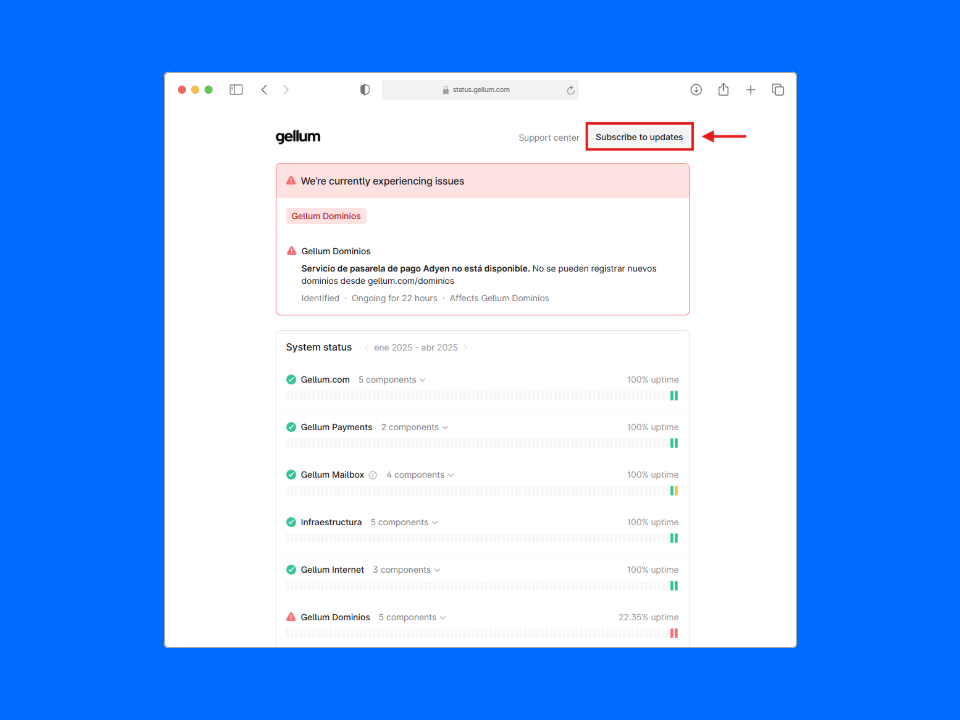 status.gellum.com
gellum
Support center
Subscribe to updates
We're currently experiencing issues
Gellum Dominios
Gellum Dominios
Servicio de pasarela de pago Adyen no está disponible. No se pueden registrar nuevos
dominios desde gellum.com/dominios
Identified · Ongoing for 22 hours · Affects Gellum Dominios
System status ene 2025 - abr 2025
Gellum.com 5 components 100% uptime
Gellum Payments 2 components 100% uptime
Gellum Mailbox 4 components 100% uptime
Infraestructura 5 components 100% uptime
Gellum Internet 3 components 100% uptime
Gellum Dominios 5 components 22.35% uptime